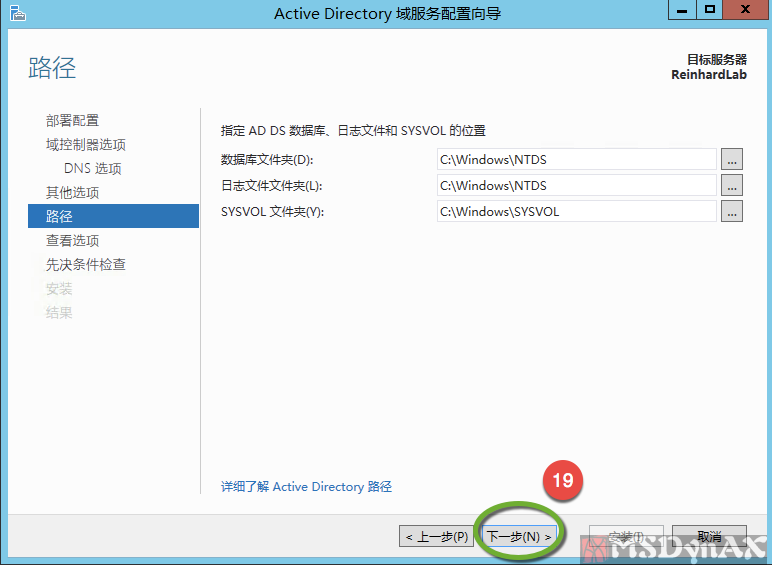 Active Directory 域服务配置向导
路径
目标服务器
ReinhardLab
部署配置
域控制器选项
DNS 选项
其他选项
路径
查看选项
先决条件检查
安装
结果
指定 AD DS 数据库、日志文件和 SYSVOL 的位置
数据库文件夹(D): C:\Windows\NTDS ...
日志文件文件夹(L): C:\Windows\NTDS ...
SYSVOL 文件夹(Y): C:\Windows\SYSVOL ...
详细了解 Active Directory 路径
19
< 上一步(P) 下一步(N) > 安装(I) 取消
MSDynAX